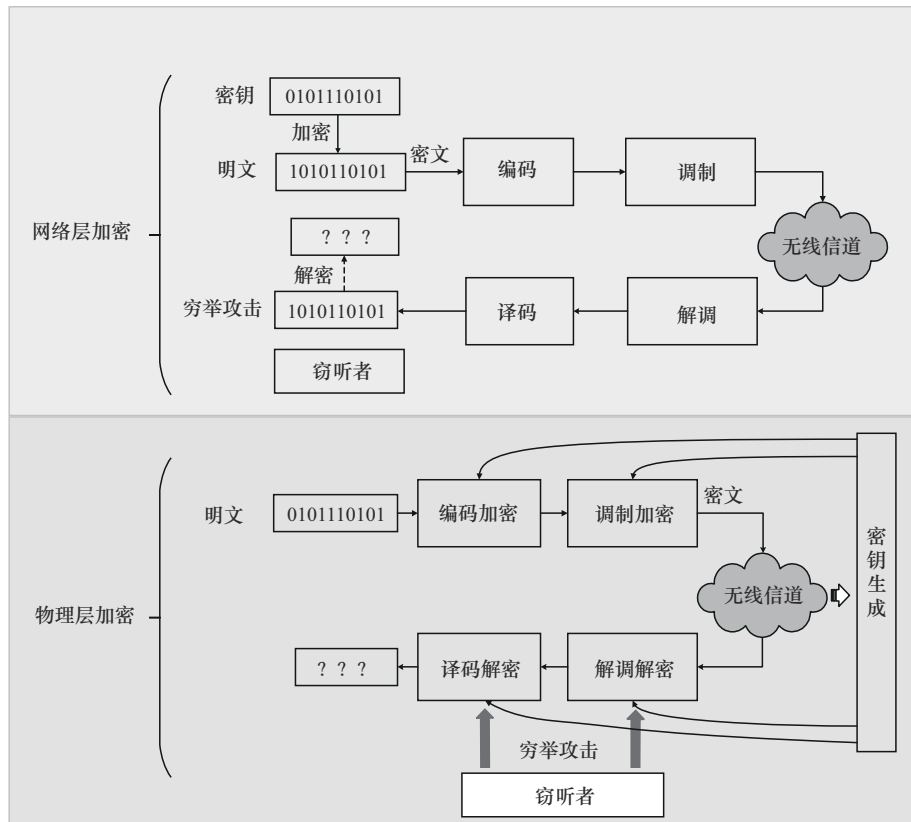 密钥
0101110101
加密
明文
1010110101
密文
编码
调制
网络层加密
无线信道
? ? ?
解密
穷举攻击
1010110101
译码
解调
窃听者
明文
0101110101
编码加密
调制加密
密文
密钥生成
物理层加密
无线信道
? ? ?
译码解密
解调解密
穷举攻击
窃听者